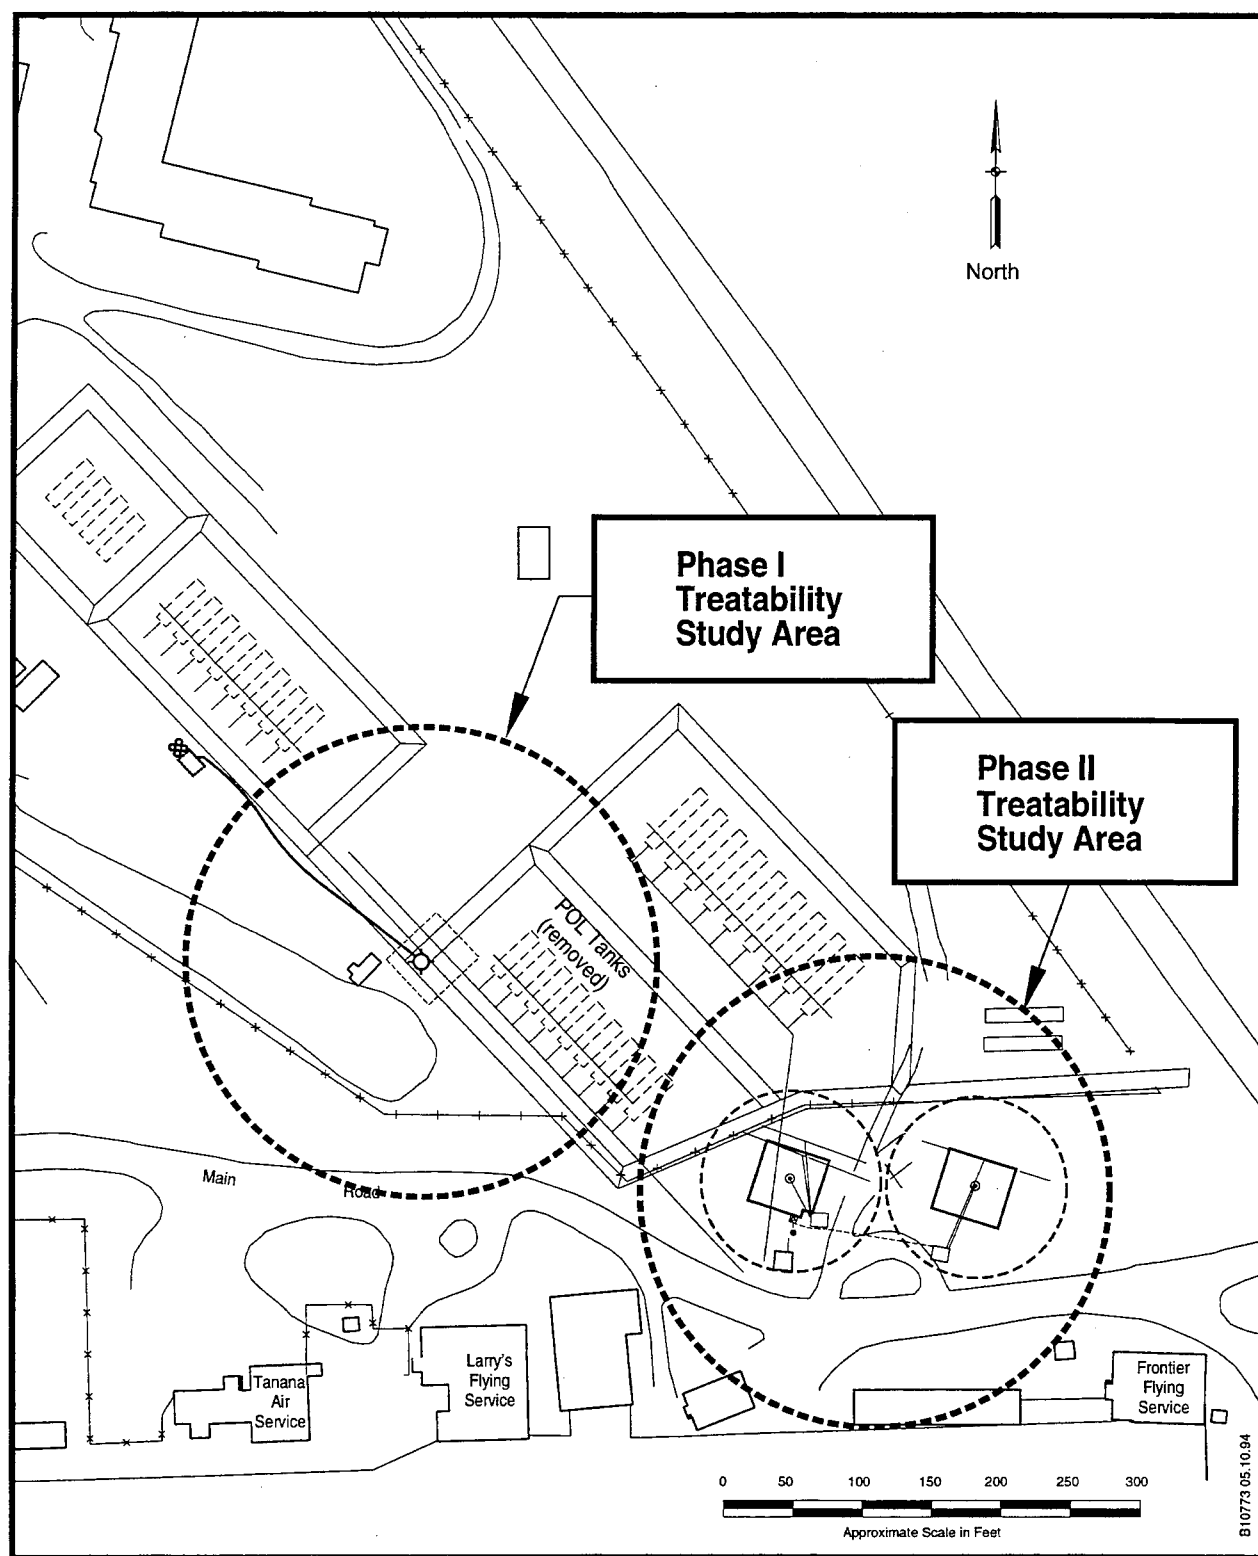 North
Phase I
Treatability
Study Area
Phase II
Treatability
Study Area
POL Tanks
(removed)
Main Road
Tanana
Air
Service
Larry's
Flying
Service
Frontier
Flying
Service
0 50 100 150 200 250 300
Approximate Scale in Feet
B10773 05.10.94